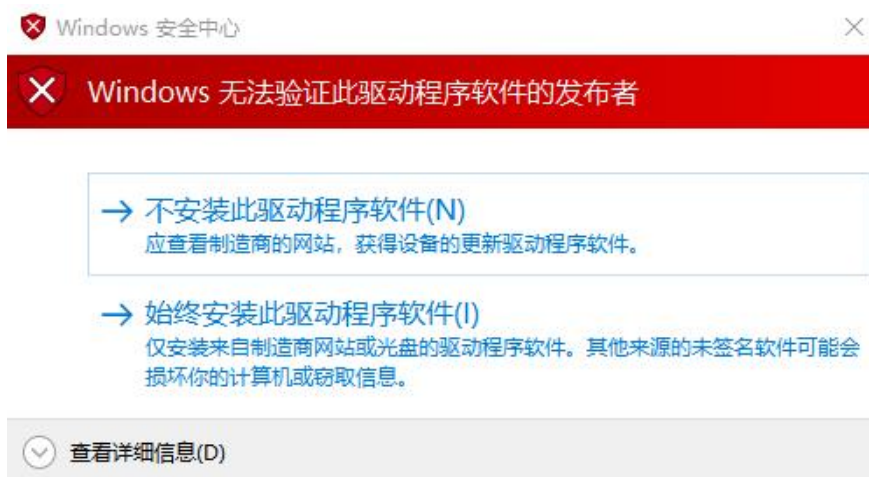 Windows 安全中心
Windows 无法验证此驱动程序软件的发布者
不安装此驱动程序软件(N)
应查看制造商的网站，获得设备的更新驱动程序软件。
始终安装此驱动程序软件(I)
仅安装来自制造商网站或光盘的驱动程序软件。其他来源的未签名软件可能会
损坏你的计算机或窃取信息。
查看详细信息(D)